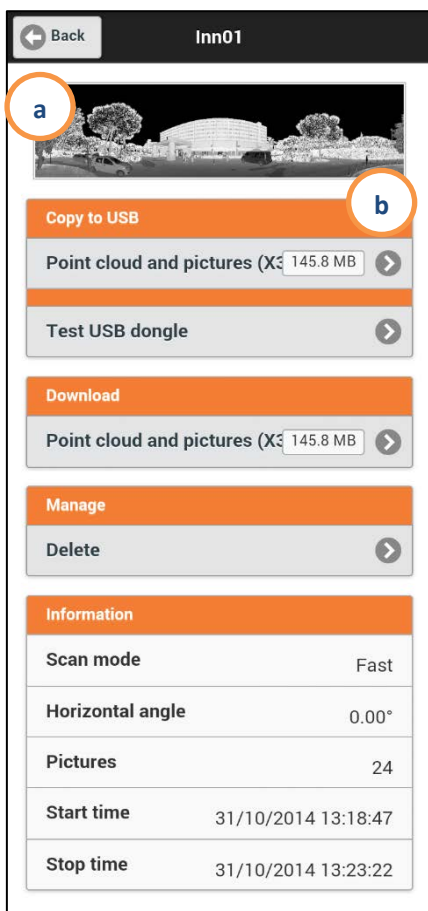 Back Inn01
a
b
Copy to USB
Point cloud and pictures (X3 145.8 MB
Test USB dongle
Download
Point cloud and pictures (X3 145.8 MB
Manage
Delete
Information
Scan mode Fast
Horizontal angle 0.00°
Pictures 24
Start time 31/10/2014 13:18:47
Stop time 31/10/2014 13:23:22